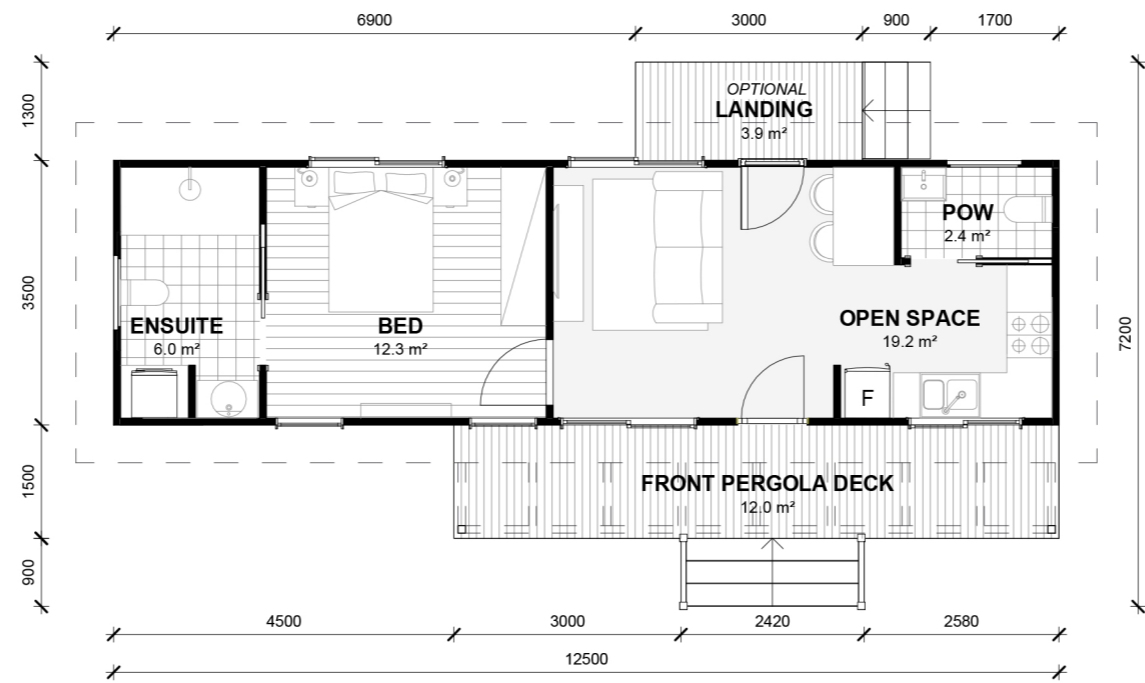 6900
3000
900
1700
1300
3500
1500
900
7200
OPTIONAL
LANDING
3.9 m²
POW
2.4 m²
ENSUITE
6.0 m²
BED
12.3 m²
OPEN SPACE
19.2 m²
F
FRONT PERGOLA DECK
12.0 m²
4500
3000
2420
2580
12500